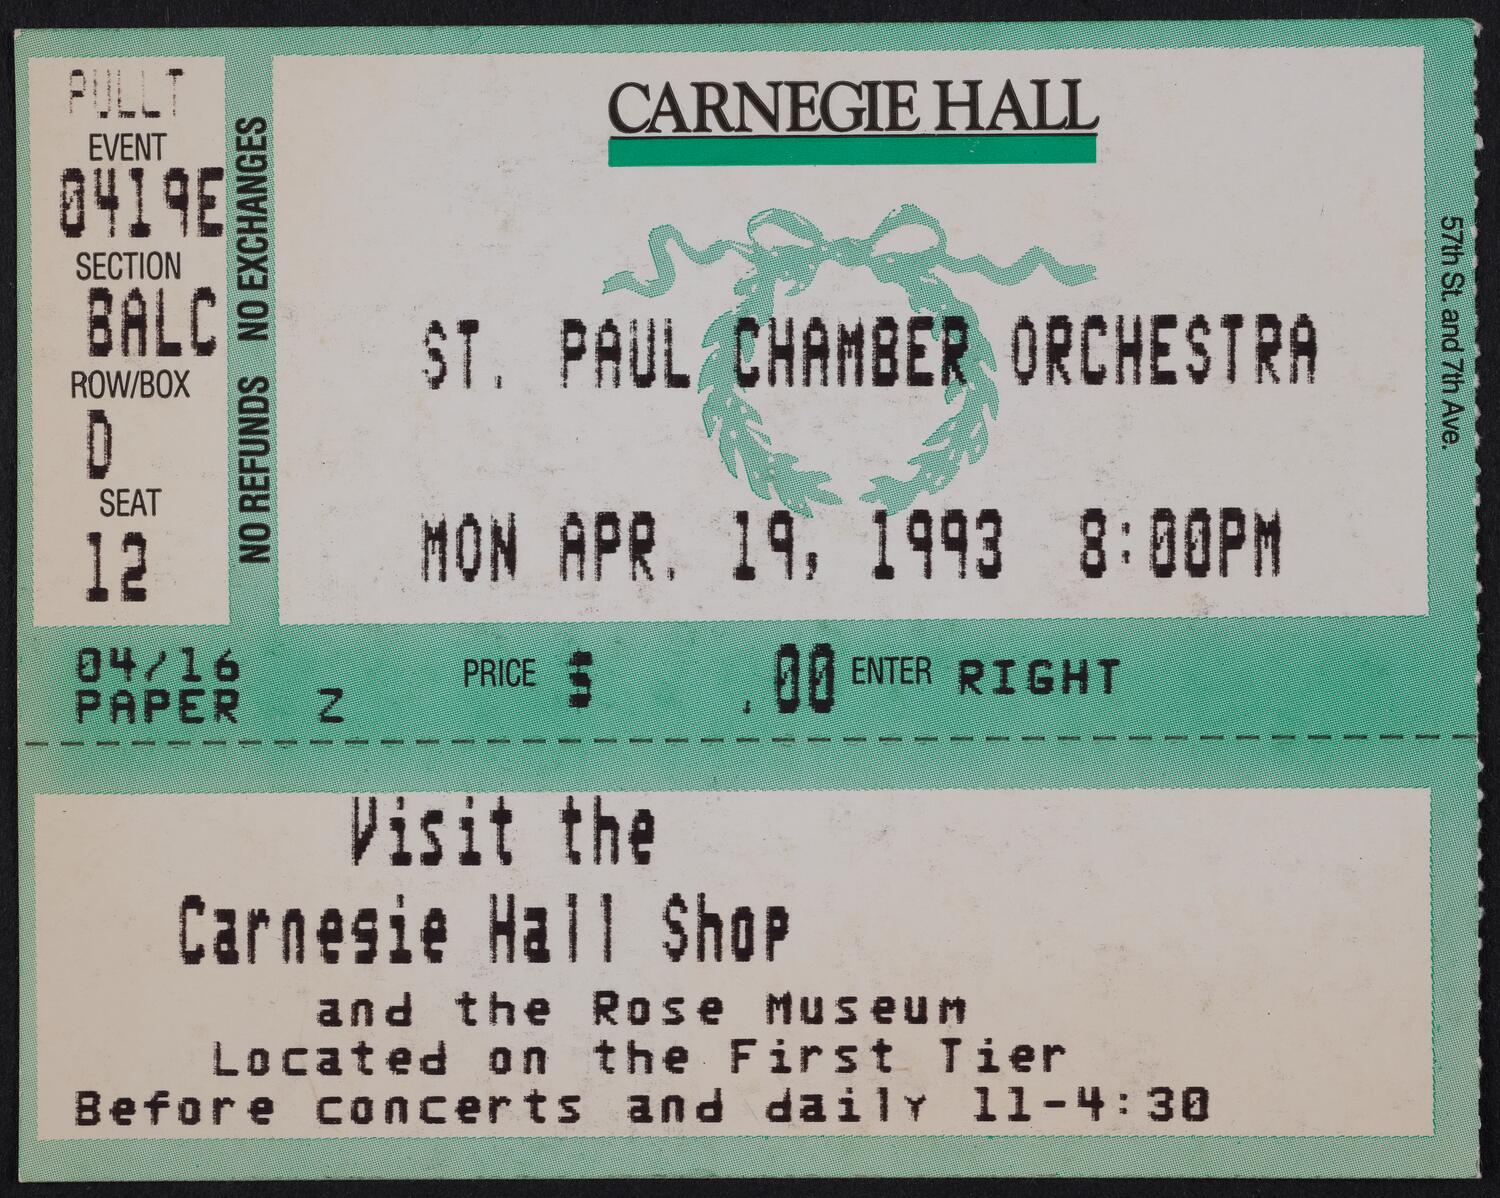 PULLT
EVENT
0419E
SECTION
BALC
ROW/BOX
D
SEAT
12
NO REFUNDS NO EXCHANGES
CARNEGIE HALL
ST. PAUL CHAMBER ORCHESTRA
MON APR. 19, 1993 8:00PM
57th St. and 7th Ave.
04/16
PAPER Z
PRICE $ .00 ENTER RIGHT
Visit the
Carnegie Hall Shop
and the Rose Museum
Located on the First Tier
Before concerts and daily 11-4:30